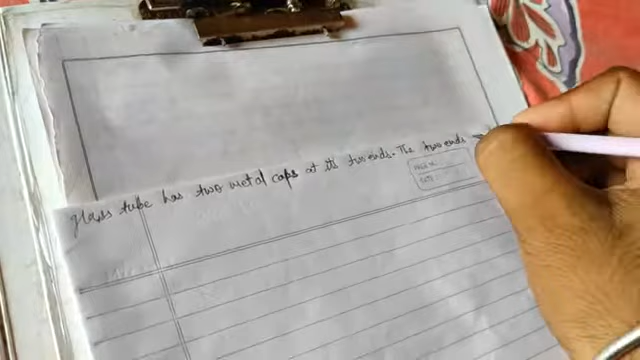 glass tube has two metal caps at its two ends. The two ends